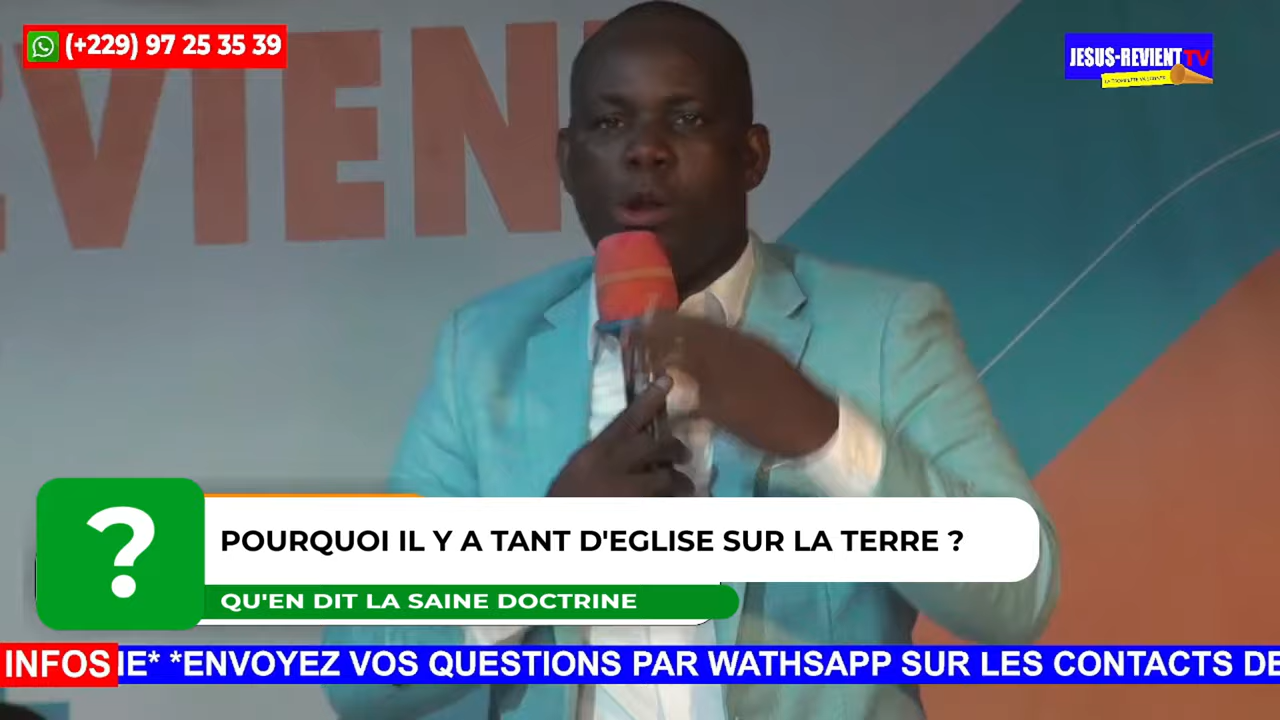 (+229) 97 25 35 39
JESUS-REVIENT TV
EVIENT
?
POURQUOI IL Y A TANT D'EGLISE SUR LA TERRE ?
QU'EN DIT LA SAINE DOCTRINE
INFOS
IE* *ENVOYEZ VOS QUESTIONS PAR WATHSAPP SUR LES CONTACTS DE